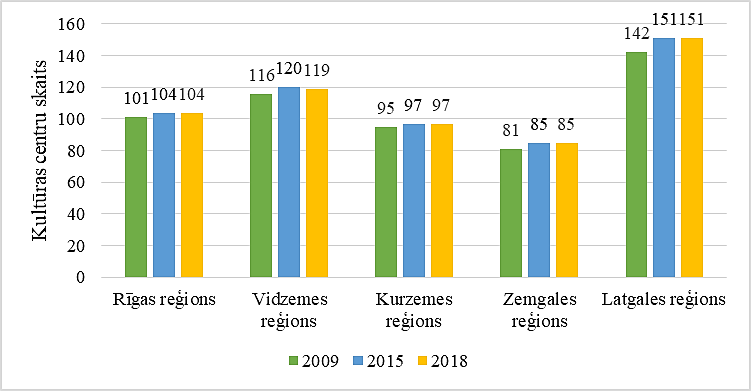 Kultūras centru skaits
160
140
120
100
80
60
40
20
0
101 104 104
116 120 119
95 97 97
81 85 85
142 151 151
Rīgas reģions
Vidzemes
reģions
Kurzemes
reģions
Zemgales
reģions
Latgales reģions
2009 2015 2018